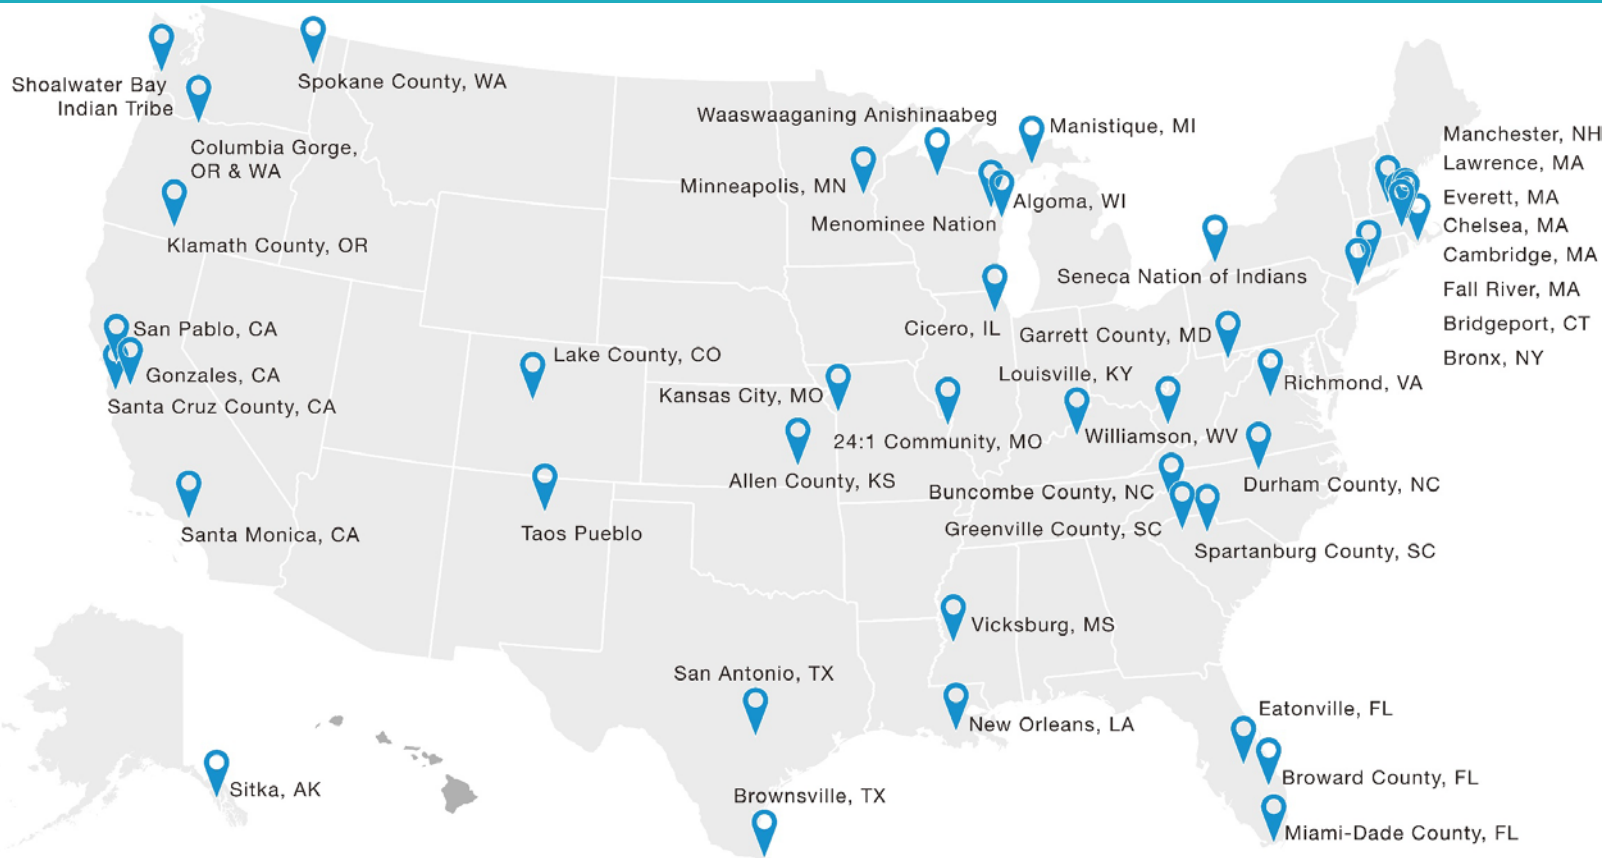 Shoalwater Bay
Indian Tribe
Spokane County, WA
Columbia Gorge,
OR & WA
Klamath County, OR
San Pablo, CA
Gonzales, CA
Santa Cruz County, CA
Santa Monica, CA
Lake County, CO
Taos Pueblo
Waaswaaganing Anishinaabeg
Manistique, MI
Minneapolis, MN
Algoma, WI
Menominee Nation
Seneca Nation of Indians
Cicero, IL
Garrett County, MD
Louisville, KY
Richmond, VA
Kansas City, MO
24:1 Community, MO
Williamson, WV
Allen County, KS
Buncombe County, NC
Durham County, NC
Greenville County, SC
Spartanburg County, SC
Manchester, NH
Lawrence, MA
Everett, MA
Chelsea, MA
Cambridge, MA
Fall River, MA
Bridgeport, CT
Bronx, NY
Vicksburg, MS
San Antonio, TX
New Orleans, LA
Eatonville, FL
Broward County, FL
Miami-Dade County, FL
Brownsville, TX
Sitka, AK